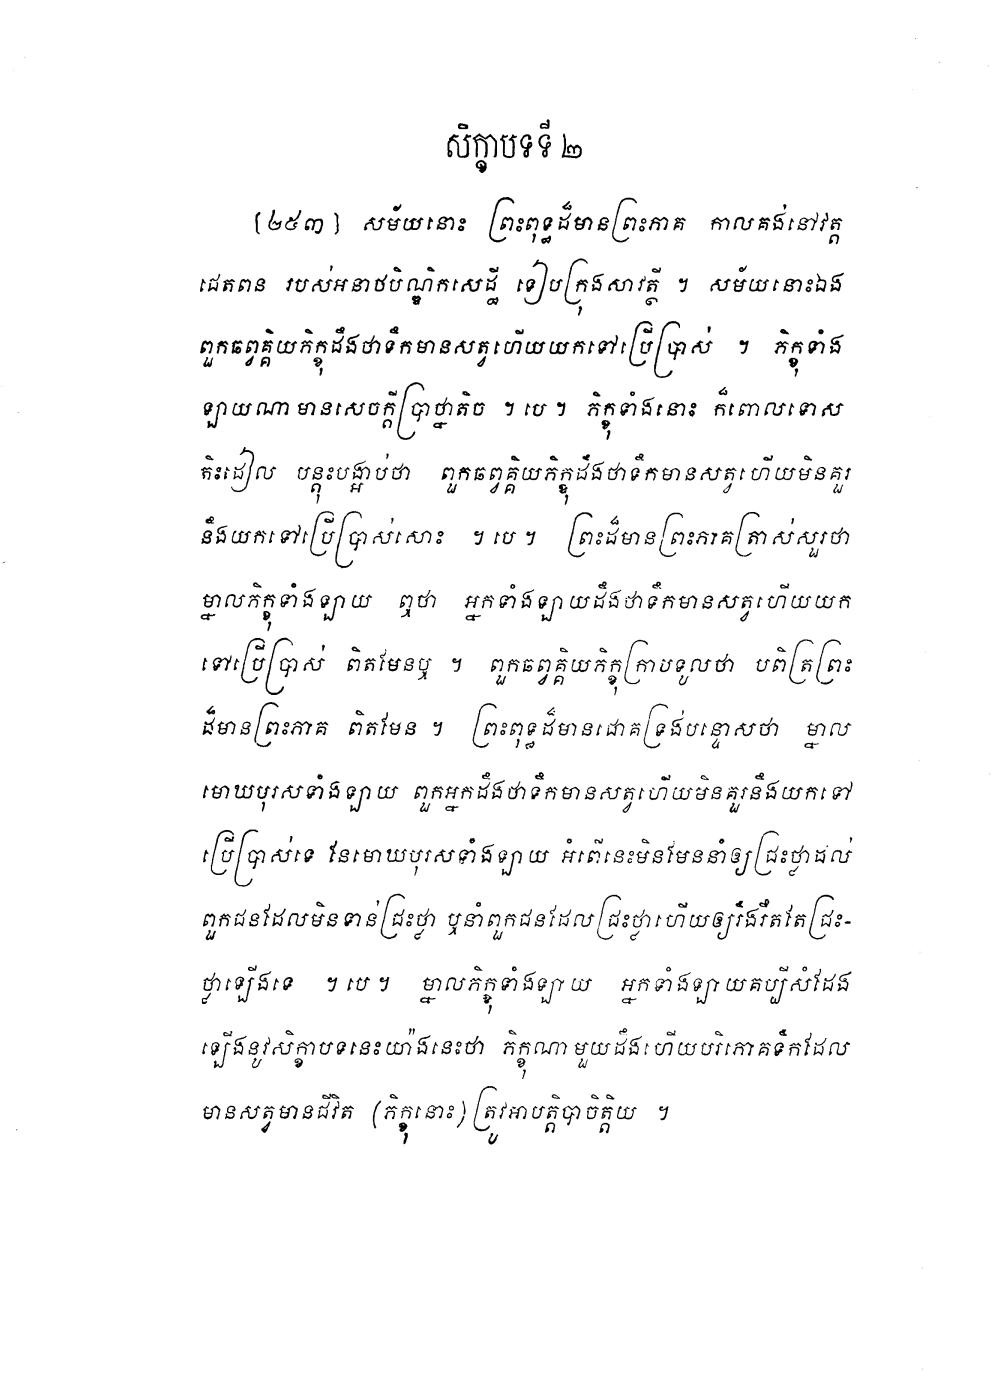 សិក្ខាបទទី ២
[២៥៣] សម័យនោះ ព្រះពុទ្ធដ៏មានព្រះភាគ កាលគង់នៅវត្ត
ជេតពន របស់អនាថបិណ្ឌិកសេដ្ឋី ទៀបក្រុងសាវត្ថី ។ សម័យនោះឯង
ពួកឆព្វគ្គិយភិក្ខុដឹងថាទឹកមានសត្វហើយយកទៅប្រើប្រាស់ ។ ភិក្ខុទាំង
ឡាយណាមានសេចក្តីប្រាថ្នាតិច ។ បេ ។ ភិក្ខុទាំងនោះ ក៏ពោលទោស
តិះដៀល បន្តុះបង្អាប់ថា ពួកឆព្វគ្គិយភិក្ខុដឹងថាទឹកមានសត្វហើយមិនគួរ
នឹងយកទៅប្រើប្រាស់សោះ ។ បេ ។ ព្រះដ៏មានព្រះភាគត្រាស់សួរថា
ម្នាលភិក្ខុទាំងឡាយ ឮថា អ្នកទាំងឡាយដឹងថាទឹកមានសត្វហើយយក
ទៅប្រើប្រាស់ ពិតមែនឬ ។ ពួកឆព្វគ្គិយភិក្ខុក្រាបទូលថា បពិត្រព្រះ
ដ៏មានព្រះភាគ ពិតមែន ។ ព្រះពុទ្ធដ៏មានជោគទ្រង់បន្ទោសថា ម្នាល
មោឃបុរសទាំងឡាយ ពួកអ្នកដឹងថាទឹកមានសត្វហើយមិនគួរនឹងយកទៅ
ប្រើប្រាស់ទេ នែមោឃបុរសទាំងឡាយ អំពើនេះមិនមែននាំឲ្យជ្រះថ្លាដល់
ពួកជនដែលមិនទាន់ជ្រះថ្លា ឬនាំពួកជនដែលជ្រះថ្លាហើយឲ្យរឹងរឹតតែជ្រះ-
ថ្លាឡើងទេ ។ បេ ។ ម្នាលភិក្ខុទាំងឡាយ អ្នកទាំងឡាយគប្បីសំដែង
ឡើងនូវសិក្ខាបទនេះយ៉ាងនេះថា ភិក្ខុណាមួយដឹងហើយបរិភោគទឹកដែល
មានសត្វមានជីវិត (ភិក្ខុនោះ) ត្រូវអាបត្តិបាចិត្តិយ ។